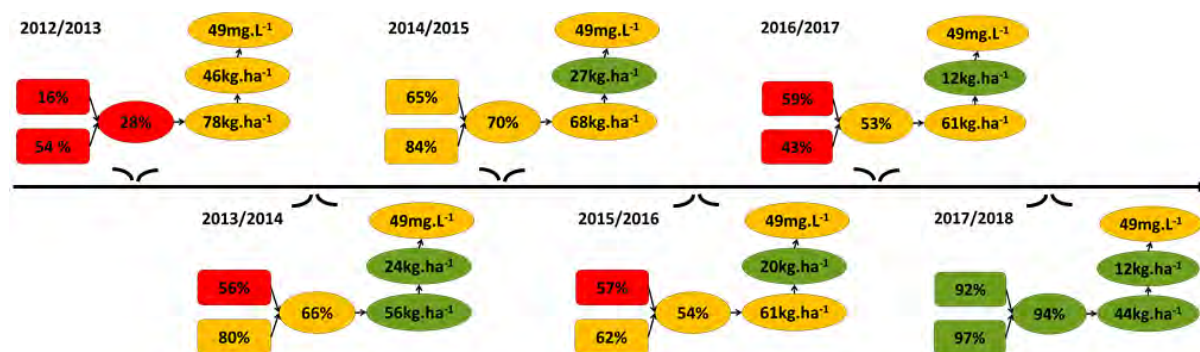 2012/2013
49mg.L⁻¹
46kg.ha⁻¹
16%
28%
78kg.ha⁻¹
54 %
2014/2015
49mg.L⁻¹
27kg.ha⁻¹
65%
70%
68kg.ha⁻¹
84%
2016/2017
49mg.L⁻¹
12kg.ha⁻¹
59%
53%
61kg.ha⁻¹
43%
2013/2014
49mg.L⁻¹
24kg.ha⁻¹
56%
66%
56kg.ha⁻¹
80%
2015/2016
49mg.L⁻¹
20kg.ha⁻¹
57%
54%
61kg.ha⁻¹
62%
2017/2018
49mg.L⁻¹
12kg.ha⁻¹
92%
94%
44kg.ha⁻¹
97%